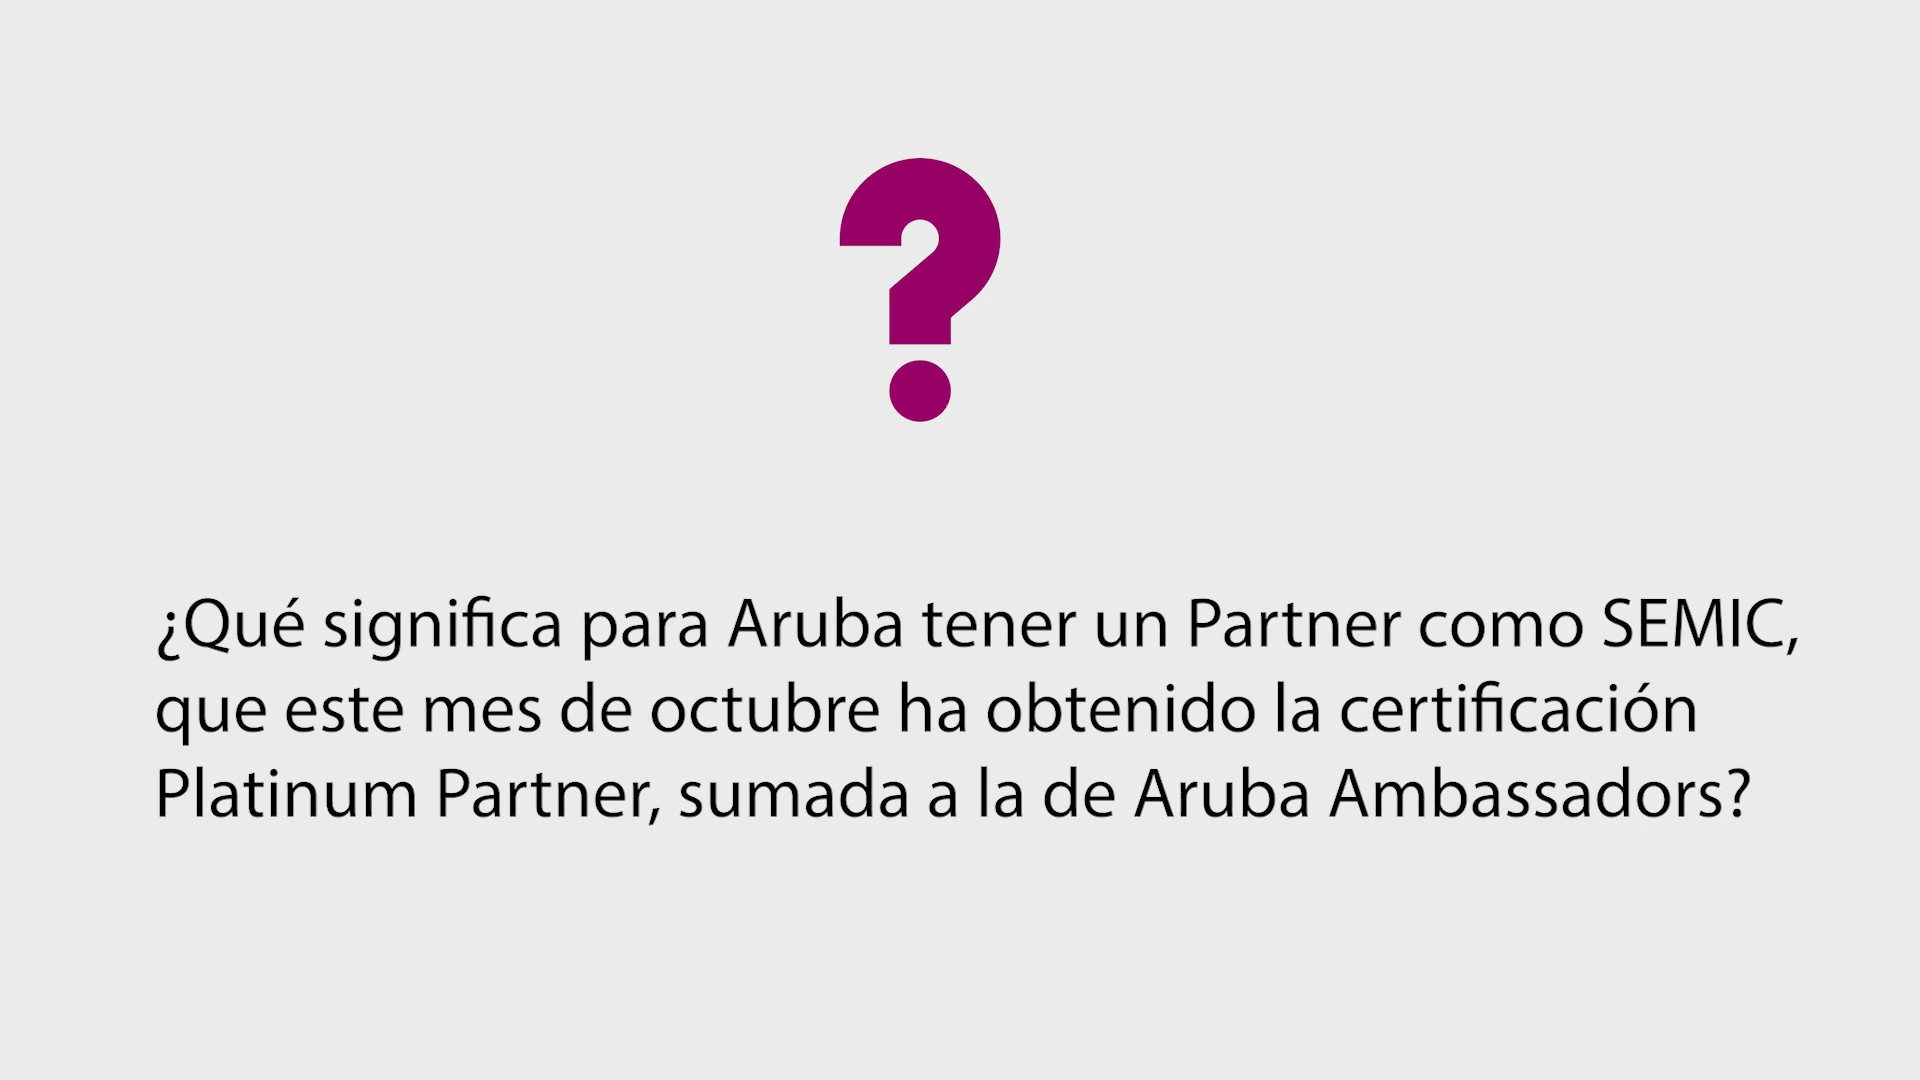 ?
¿Qué significa para Aruba tener un Partner como SEMIC,
que este mes de octubre ha obtenido la certificación
Platinum Partner, sumada a la de Aruba Ambassadors?